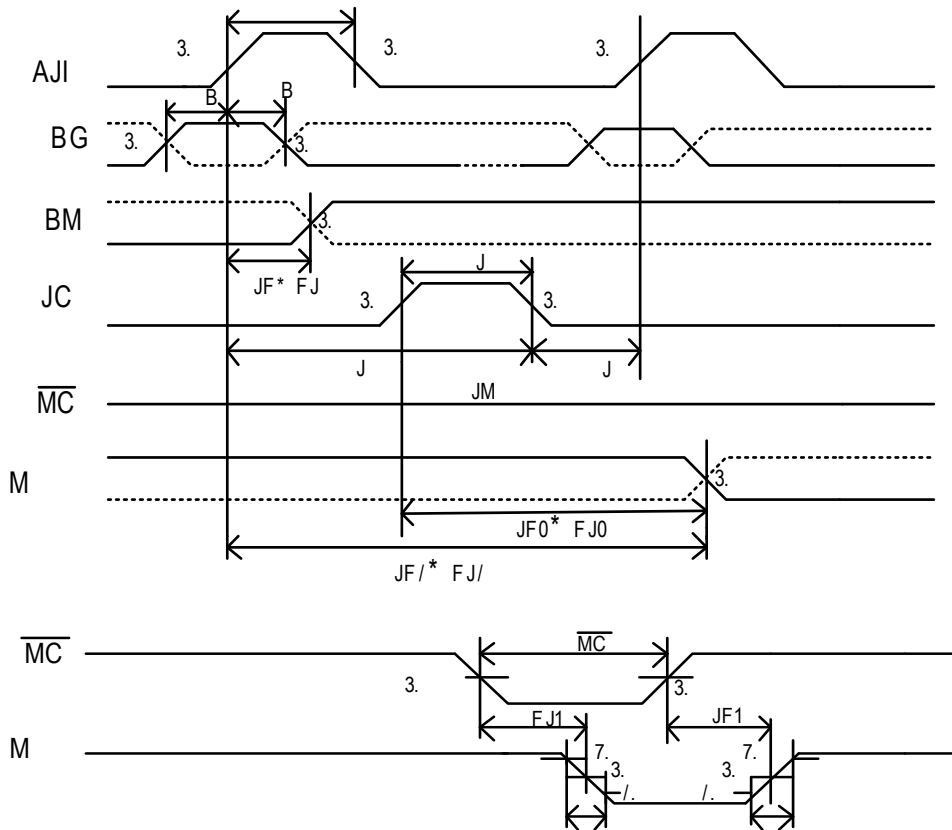 3. 3. 3.
AJI
B B
BG 3. 3.
BM 3.
JF* FJ
J
JC 3. 3.
J J
MC JM
M 3.
JF0* FJ0
JF/* FJ/
MC MC
3. 3.
FJ1 JF1
M 7. 7.
3. 3.
/. /.